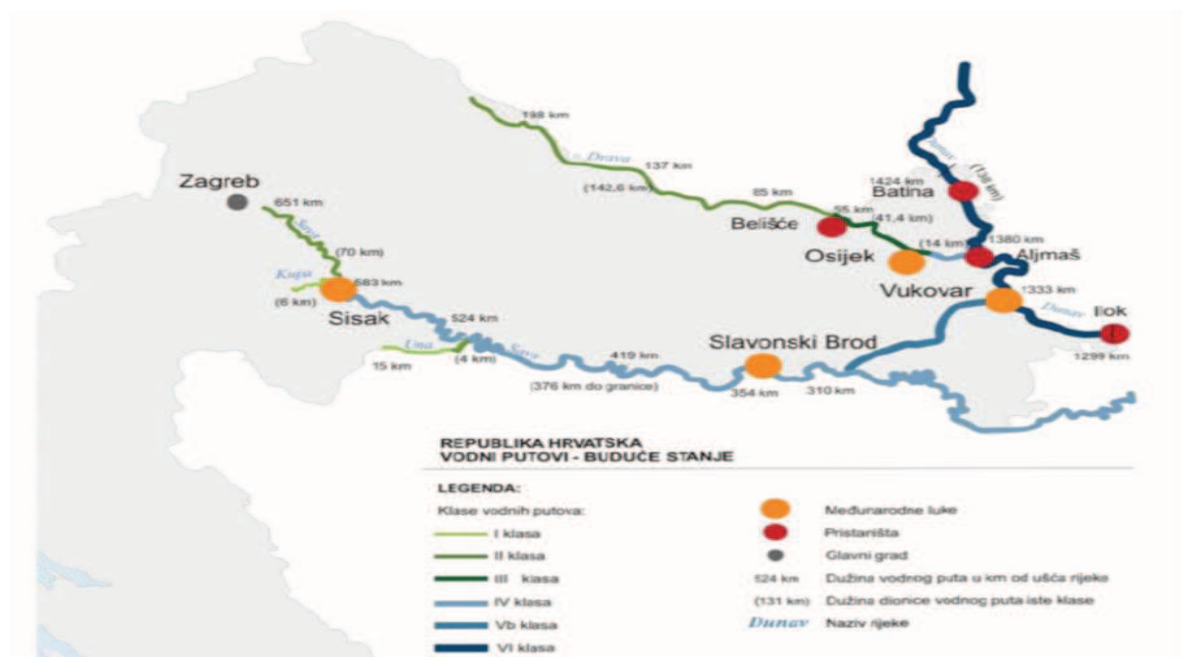 198 km
Drava
137 km
(142,6 km)
85 km
Dunav
(138 km)
1424 km
Batina
Zagreb
651 km
Sava
(70 km)
Kupa
(6 km)
583 km
Sisak
55 km
Belišće
(41,4 km)
Osijek
(14 km)
1380 km
Aljmaš
Vukovar
1333 km
Dunav
Ilok
1299 km
524 km
Una
15 km
(4 km)
Sava
419 km
(376 km do granice)
Slavonski Brod
354 km
310 km
REPUBLIKA HRVATSKA
VODNI PUTOVI - BUDUĆE STANJE
LEGENDA:
Klase vodnih putova:
I klasa
II klasa
III klasa
IV klasa
Vb klasa
VI klasa
Međunarodne luke
Pristaništa
Glavni grad
524 km Dužina vodnog puta u km od ušća rijeke
(131 km) Dužina dionice vodnog puta iste klase
Dunav Naziv rijeke